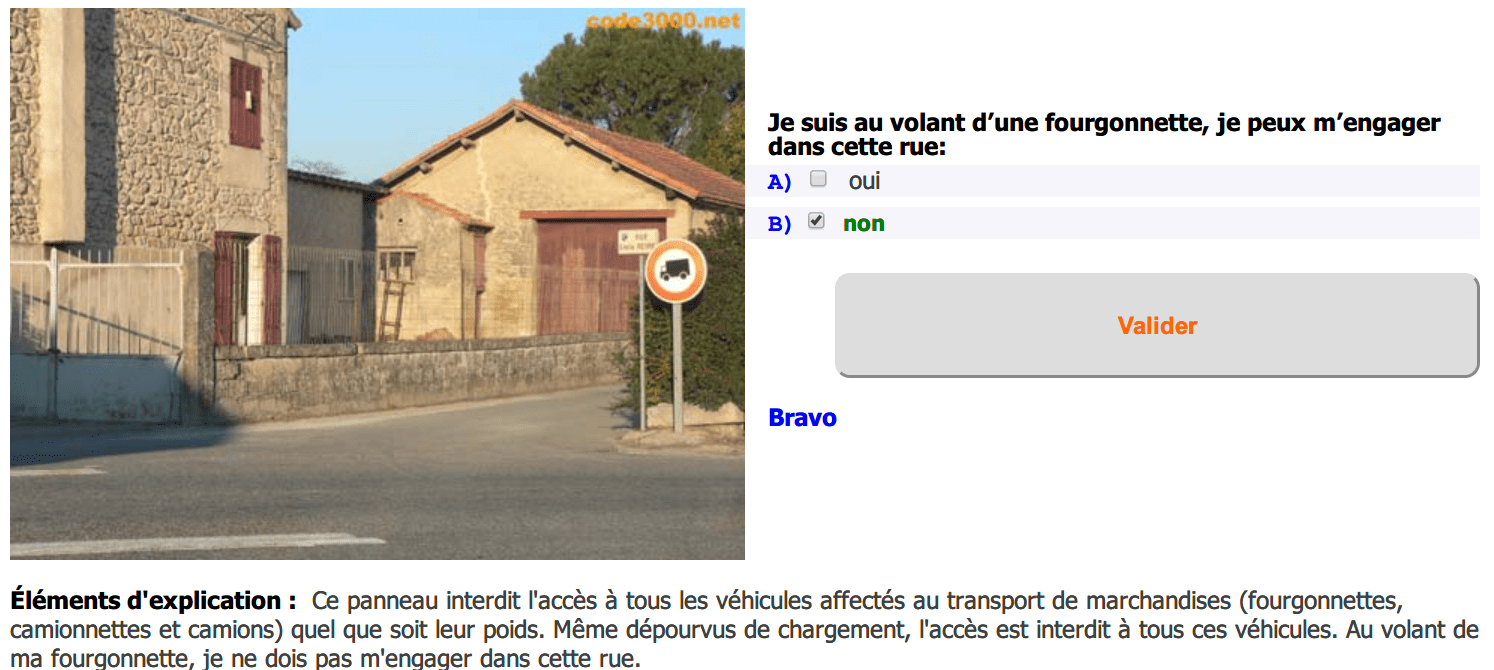 code3000.net
RUE
Je suis au volant d’une fourgonnette, je peux m’engager
dans cette rue:
A) oui
B) non
Valider
Bravo
Éléments d'explication : Ce panneau interdit l'accès à tous les véhicules affectés au transport de marchandises (fourgonnettes,
camionnettes et camions) quel que soit leur poids. Même dépourvus de chargement, l'accès est interdit à tous ces véhicules. Au volant de
ma fourgonnette, je ne dois pas m'engager dans cette rue.